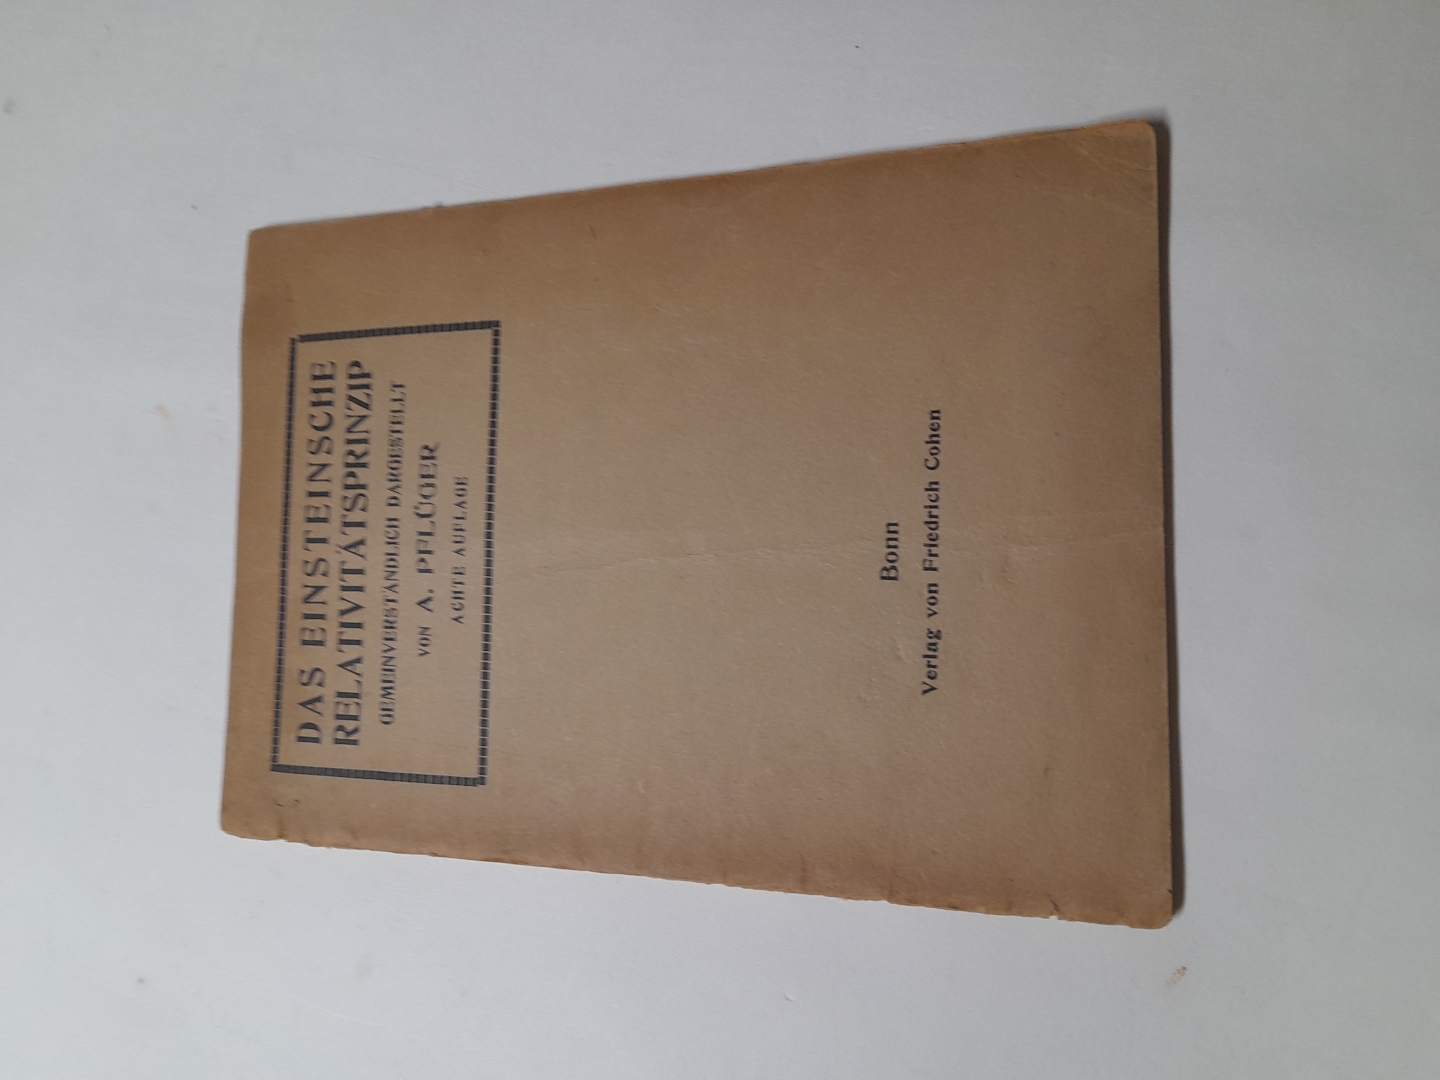 DAS EINSTEINSCHE
RELATIVITÄTSPRINZIP
GEMEINVERSTÄNDLICH DARGESTELLT
VON A. PFLÜGER
ACHTE AUFLAGE
Bonn
Verlag von Friedrich Cohen